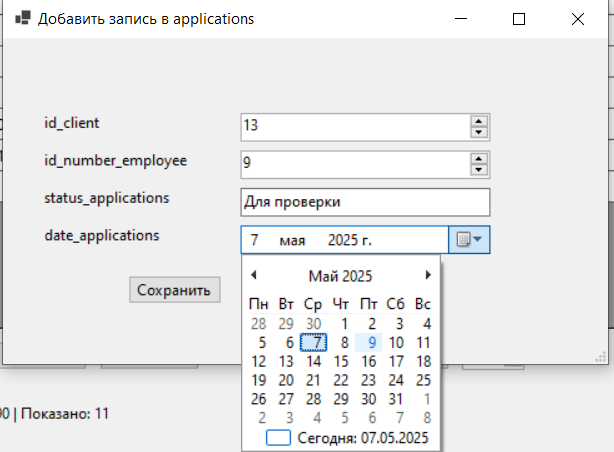 Добавить запись в applications
id_client 13
id_number_employee 9
status_applications Для проверки
date_applications 7 мая 2025 г.
Сохранить
Май 2025
Пн Вт Ср Чт Пт Сб Вс
28 29 30 1 2 3 4
5 6 7 8 9 10 11
12 13 14 15 16 17 18
19 20 21 22 23 24 25
26 27 28 29 30 31 1
2 3 4 5 6 7 8
Сегодня: 07.05.2025
| Показано: 11